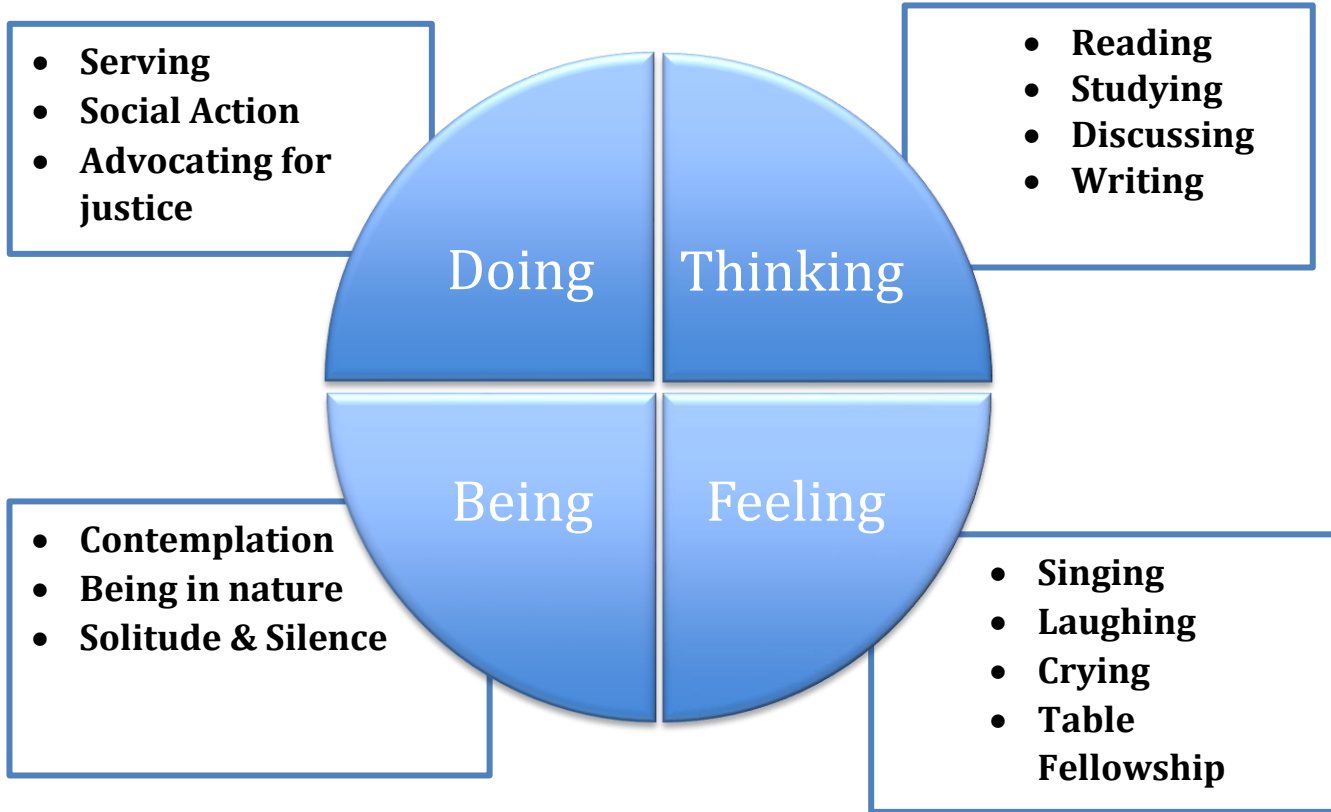 • Serving
• Social Action
• Advocating for
justice
• Reading
• Studying
• Discussing
• Writing
Doing
Thinking
Being
Feeling
• Contemplation
• Being in nature
• Solitude & Silence
• Singing
• Laughing
• Crying
• Table
Fellowship